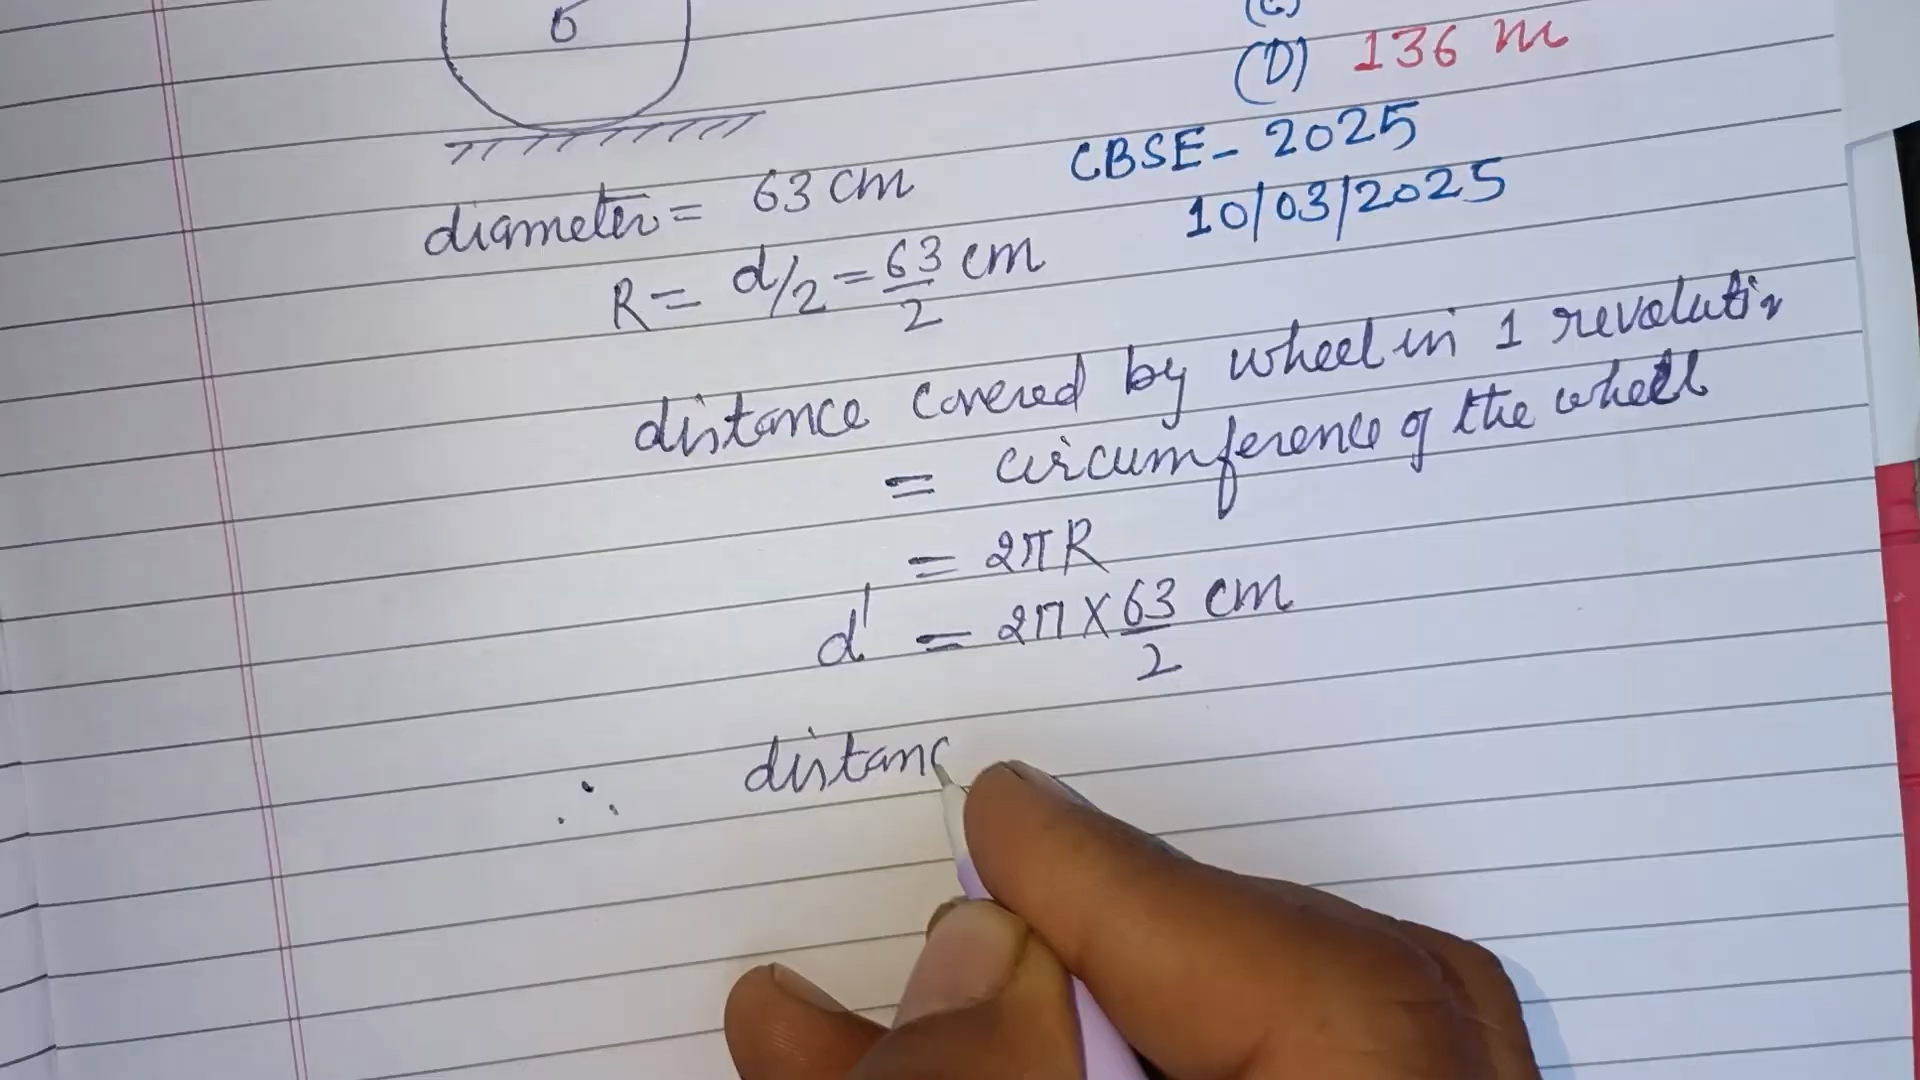 (D) 136 m
CBSE- 2025
10/03/2025
diameter = 63 cm
R = d/2 = 63/2 cm
distance covered by wheel in 1 revolutin
= circumference of the wheel
= 2πR
d' = 2π × 63/2 cm
∴ distanc